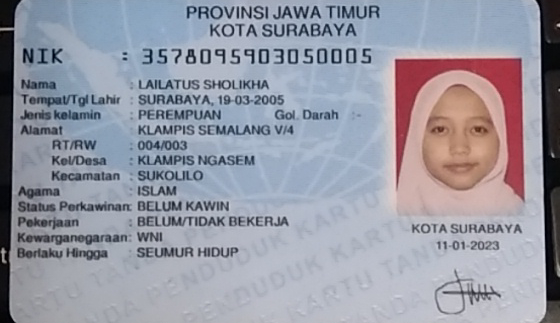 PROVINSI JAWA TIMUR
KOTA SURABAYA
NIK : 3578095903050005
Nama : LAILATUS SHOLIKHA
Tempat/Tgl Lahir : SURABAYA, 19-03-2005
Jenis kelamin : PEREMPUAN Gol. Darah :-
Alamat : KLAMPIS SEMALANG V/4
RT/RW : 004/003
Kel/Desa : KLAMPIS NGASEM
Kecamatan : SUKOLILO
Agama : ISLAM
Status Perkawinan: BELUM KAWIN
Pekerjaan : BELUM/TIDAK BEKERJA
Kewarganegaraan: WNI
Berlaku Hingga : SEUMUR HIDUP
KOTA SURABAYA
11-01-2023